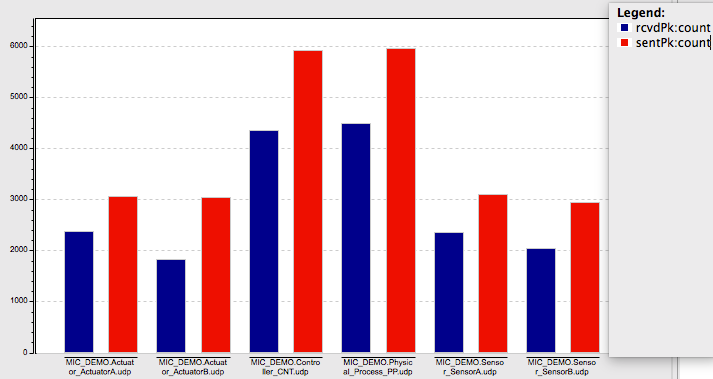 Legend:
rcvdPk:count
sentPk:count
6000
5000
4000
3000
2000
1000
0
MIC_DEMO.Actuat
or_ActuatorA.udp
MIC_DEMO.Actuat
or_ActuatorB.udp
MIC_DEMO.Contro
ller_CNT.udp
MIC_DEMO.Physic
al_Process_PP.udp
MIC_DEMO.Senso
r_SensorA.udp
MIC_DEMO.Senso
r_SensorB.udp